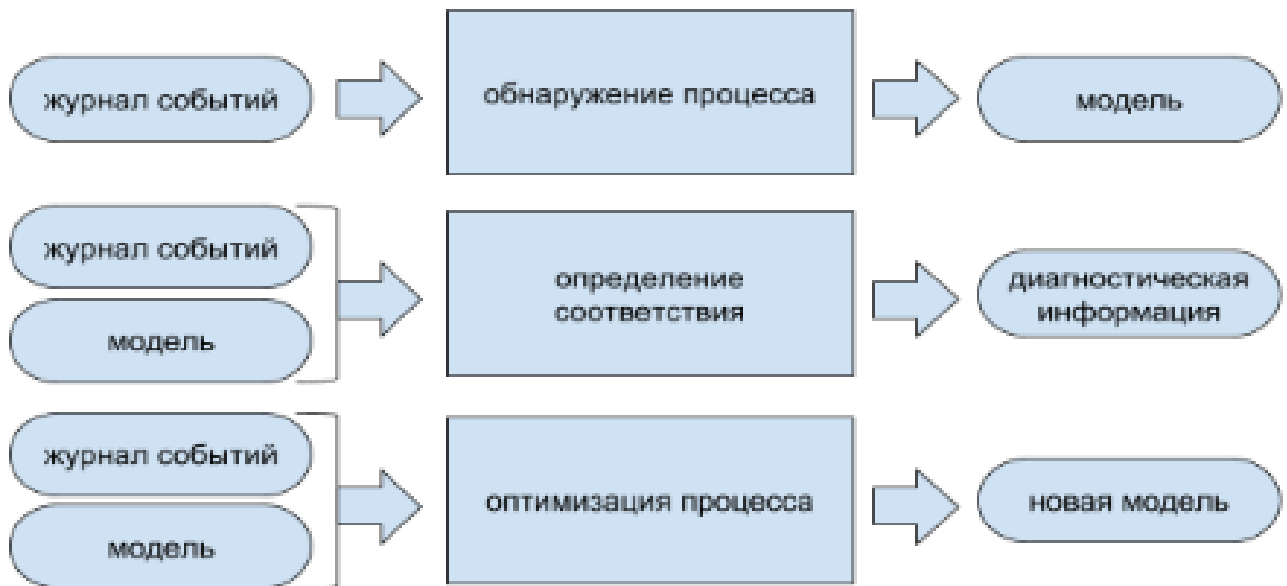 журнал событий
обнаружение процесса
модель
журнал событий
модель
определение
соответствия
диагностическая
информация
журнал событий
модель
оптимизация процесса
новая модель